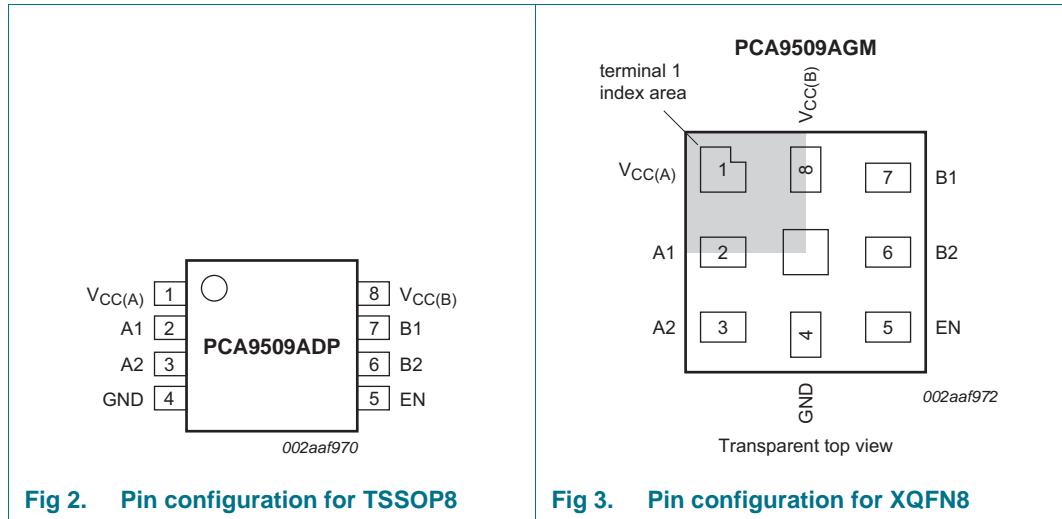 PCA9509ADP
VCC(A) 1
A1 2
A2 3
GND 4
8 VCC(B)
7 B1
6 B2
5 EN
002aaf970
Fig 2. Pin configuration for TSSOP8
PCA9509AGM
terminal 1
index area
VCC(B)
VCC(A) 1 8 7 B1
A1 2 6 B2
A2 3 4 5 EN
GND
002aaf972
Transparent top view
Fig 3. Pin configuration for XQFN8